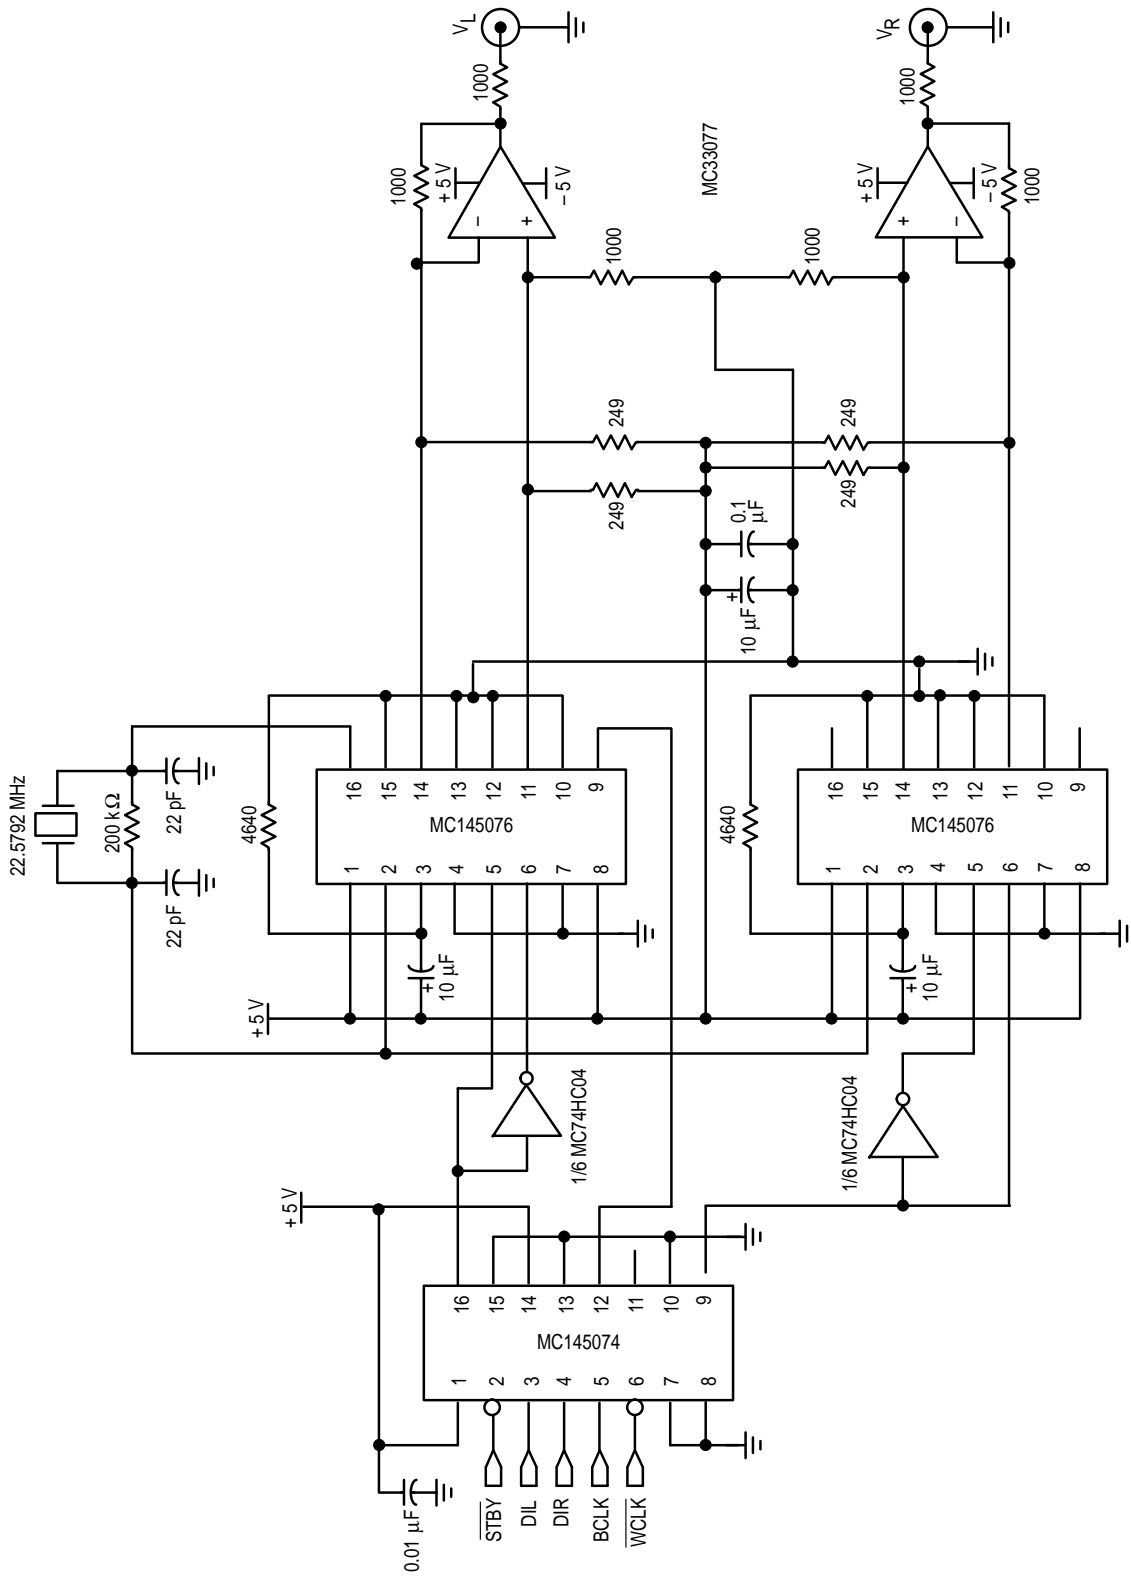 V_L
V_R
1000
1000
1000
+ 5 V
– 5 V
–
+
MC33077
+ 5 V
– 5 V
+
–
1000
1000
1000
249
249
249
249
0.1 µF
+
10 µF
22.5792 MHz
200 kΩ
22 pF
22 pF
4640
16
15
14
13
12
11
10
9
MC145076
1
2
3
4
5
6
7
8
+
10 µF
+ 5 V
4640
16
15
14
13
12
11
10
9
MC145076
1
2
3
4
5
6
7
8
+
10 µF
1/6 MC74HC04
1/6 MC74HC04
+ 5 V
16
15
14
13
12
11
10
9
MC145074
1
2
3
4
5
6
7
8
0.01 µF
STBY
DIL
DIR
BCLK
WCLK